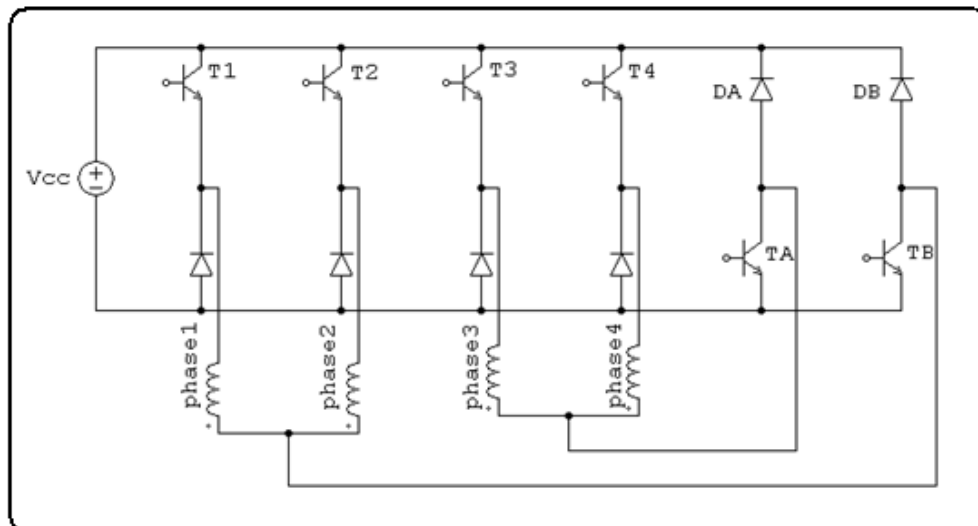 T1
T2
T3
T4
DA
DB
Vcc
TA
TB
phase1
phase2
phase3
phase4